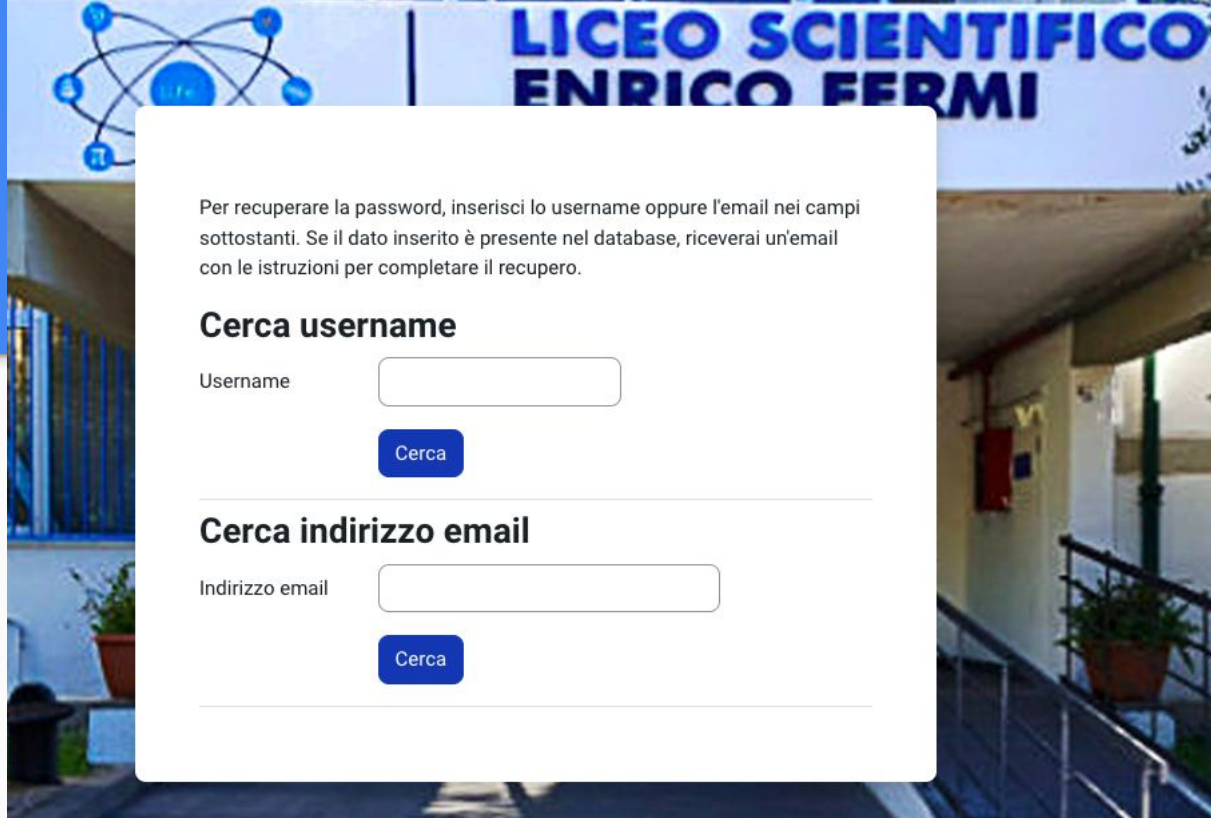 LICEO SCIENTIFICO
ENRICO FERMI
π
Per recuperare la password, inserisci lo username oppure l'email nei campi
sottostanti. Se il dato inserito è presente nel database, riceverai un'email
con le istruzioni per completare il recupero.
Cerca username
Username
Cerca
Cerca indirizzo email
Indirizzo email
Cerca